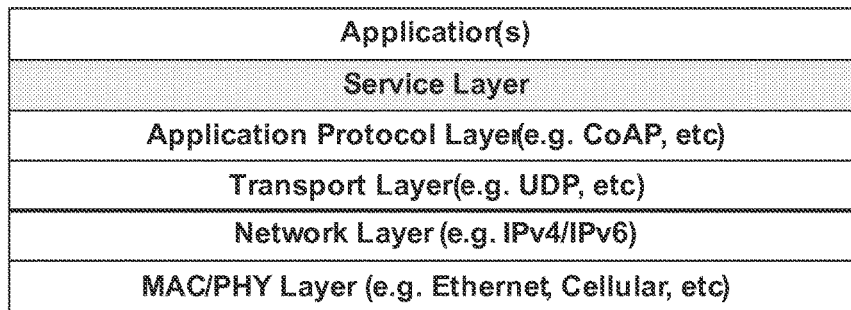 Application(s)
Service Layer
Application Protocol Layer(e.g. CoAP, etc)
Transport Layer(e.g. UDP, etc)
Network Layer (e.g. IPv4/IPv6)
MAC/PHY Layer (e.g. Ethernet, Cellular, etc)